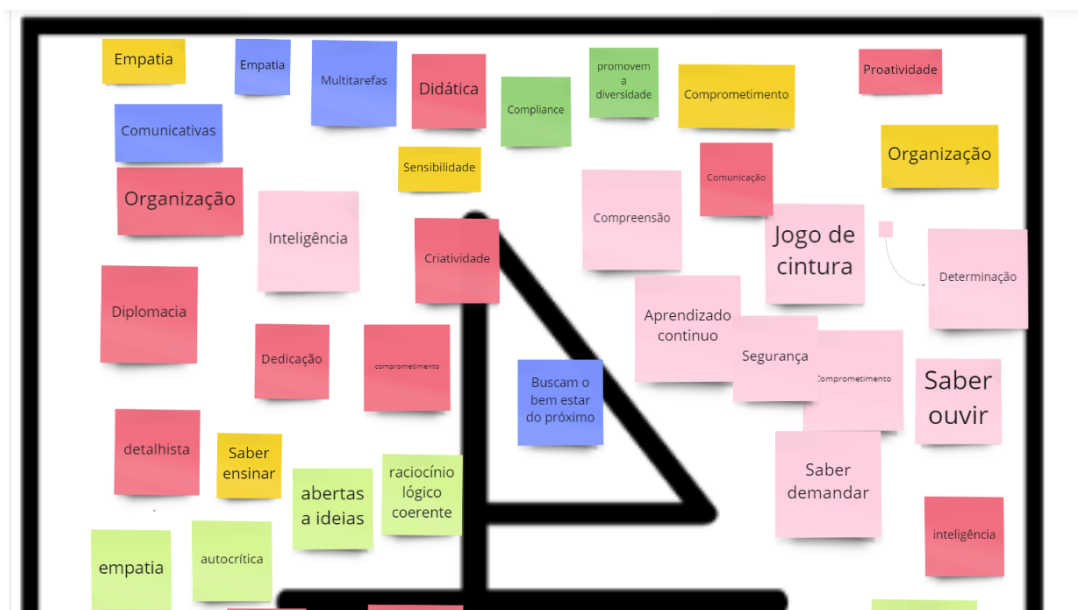 Empatia
Empatia
Multitarefas
Didática
Compliance
promovem
a
diversidade
Comprometimento
Proatividade
Comunicativas
Sensibilidade
Organização
Organização
Inteligência
Criatividade
Compreensão
Comunicação
Jogo de
cintura
Determinação
Diplomacia
Dedicação
comprometimento
Aprendizado
continuo
Segurança
Comprometimento
Buscam o
bem estar
do próximo
Saber
ouvir
detalhista
Saber
ensinar
abertas
a ideias
raciocínio
lógico
coerente
Saber
demandar
inteligência
empatia
autocrítica